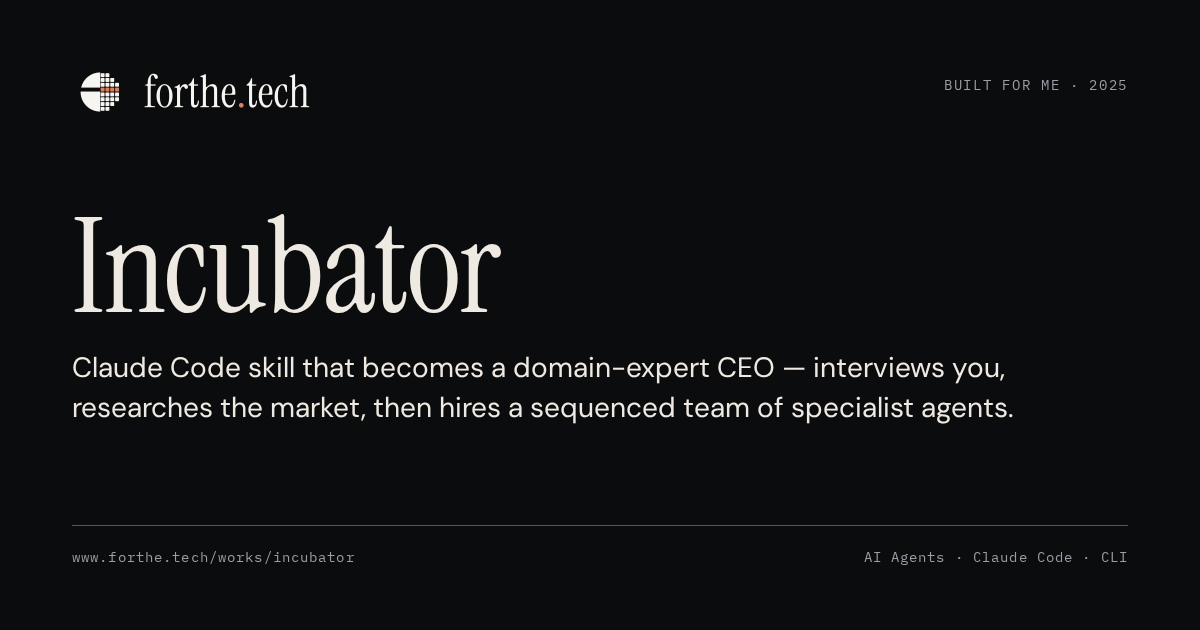 forthe.tech
BUILT FOR ME · 2025
Incubator
Claude Code skill that becomes a domain-expert CEO — interviews you,
researches the market, then hires a sequenced team of specialist agents.
www.forthe.tech/works/incubator
AI Agents · Claude Code · CLI